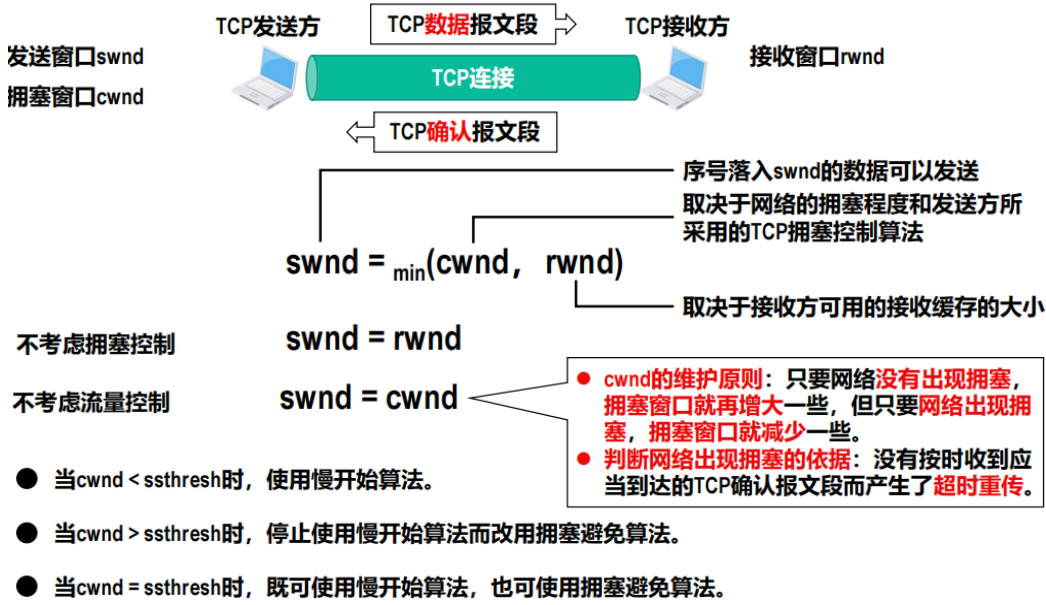 TCP发送方
TCP数据报文段
TCP接收方
发送窗口swnd
拥塞窗口cwnd
TCP连接
接收窗口rwnd
TCP确认报文段
序号落入swnd的数据可以发送
取决于网络的拥塞程度和发送方所
采用的TCP拥塞控制算法
swnd = min(cwnd， rwnd)
取决于接收方可用的接收缓存的大小
不考虑拥塞控制
swnd = rwnd
不考虑流量控制
swnd = cwnd
● cwnd的维护原则：只要网络没有出现拥塞，
拥塞窗口就再增大一些，但只要网络出现拥
塞，拥塞窗口就减少一些。
● 判断网络出现拥塞的依据：没有按时收到应
当到达的TCP确认报文段而产生了超时重传。
● 当cwnd < ssthresh时，使用慢开始算法。
● 当cwnd > ssthresh时，停止使用慢开始算法而改用拥塞避免算法。
● 当cwnd = ssthresh时，既可使用慢开始算法，也可使用拥塞避免算法。